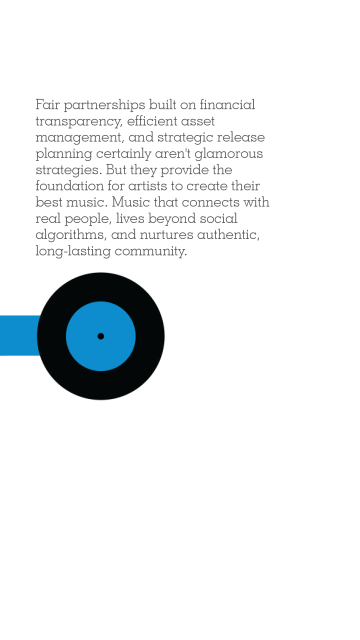 Fair partnerships built on financial
transparency, efficient asset
management, and strategic release
planning certainly aren't glamorous
strategies. But they provide the
foundation for artists to create their
best music. Music that connects with
real people, lives beyond social
algorithms, and nurtures authentic,
long-lasting community.